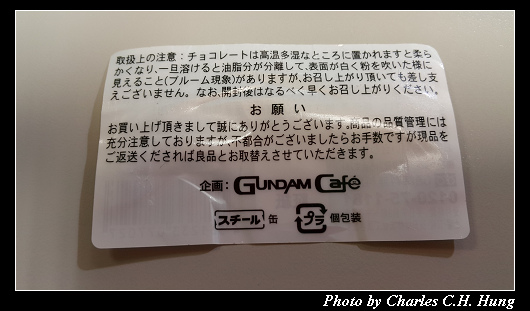 取扱上の注意：チョコレートは高温多湿なところに置かれますと柔ら
かくなり、一旦溶けると油脂分が分離して、表面が白く粉を吹いた様に
見えること(ブルーム現象)がありますが、お召し上がり頂いても差し支
えございません。なお、開封後はなるべく早くお召し上がりください。
お 願 い
お買い上げ頂きまして誠にありがとうございます。商品の品質管理には
充分注意しておりますが、不都合がございましたらお手数ですが現品を
ご返送くだされば良品とお取替えさせていただきます。
企画：GUNDAM Café
スチール 缶 プラ 個包装
Photo by Charles C.H. Hung